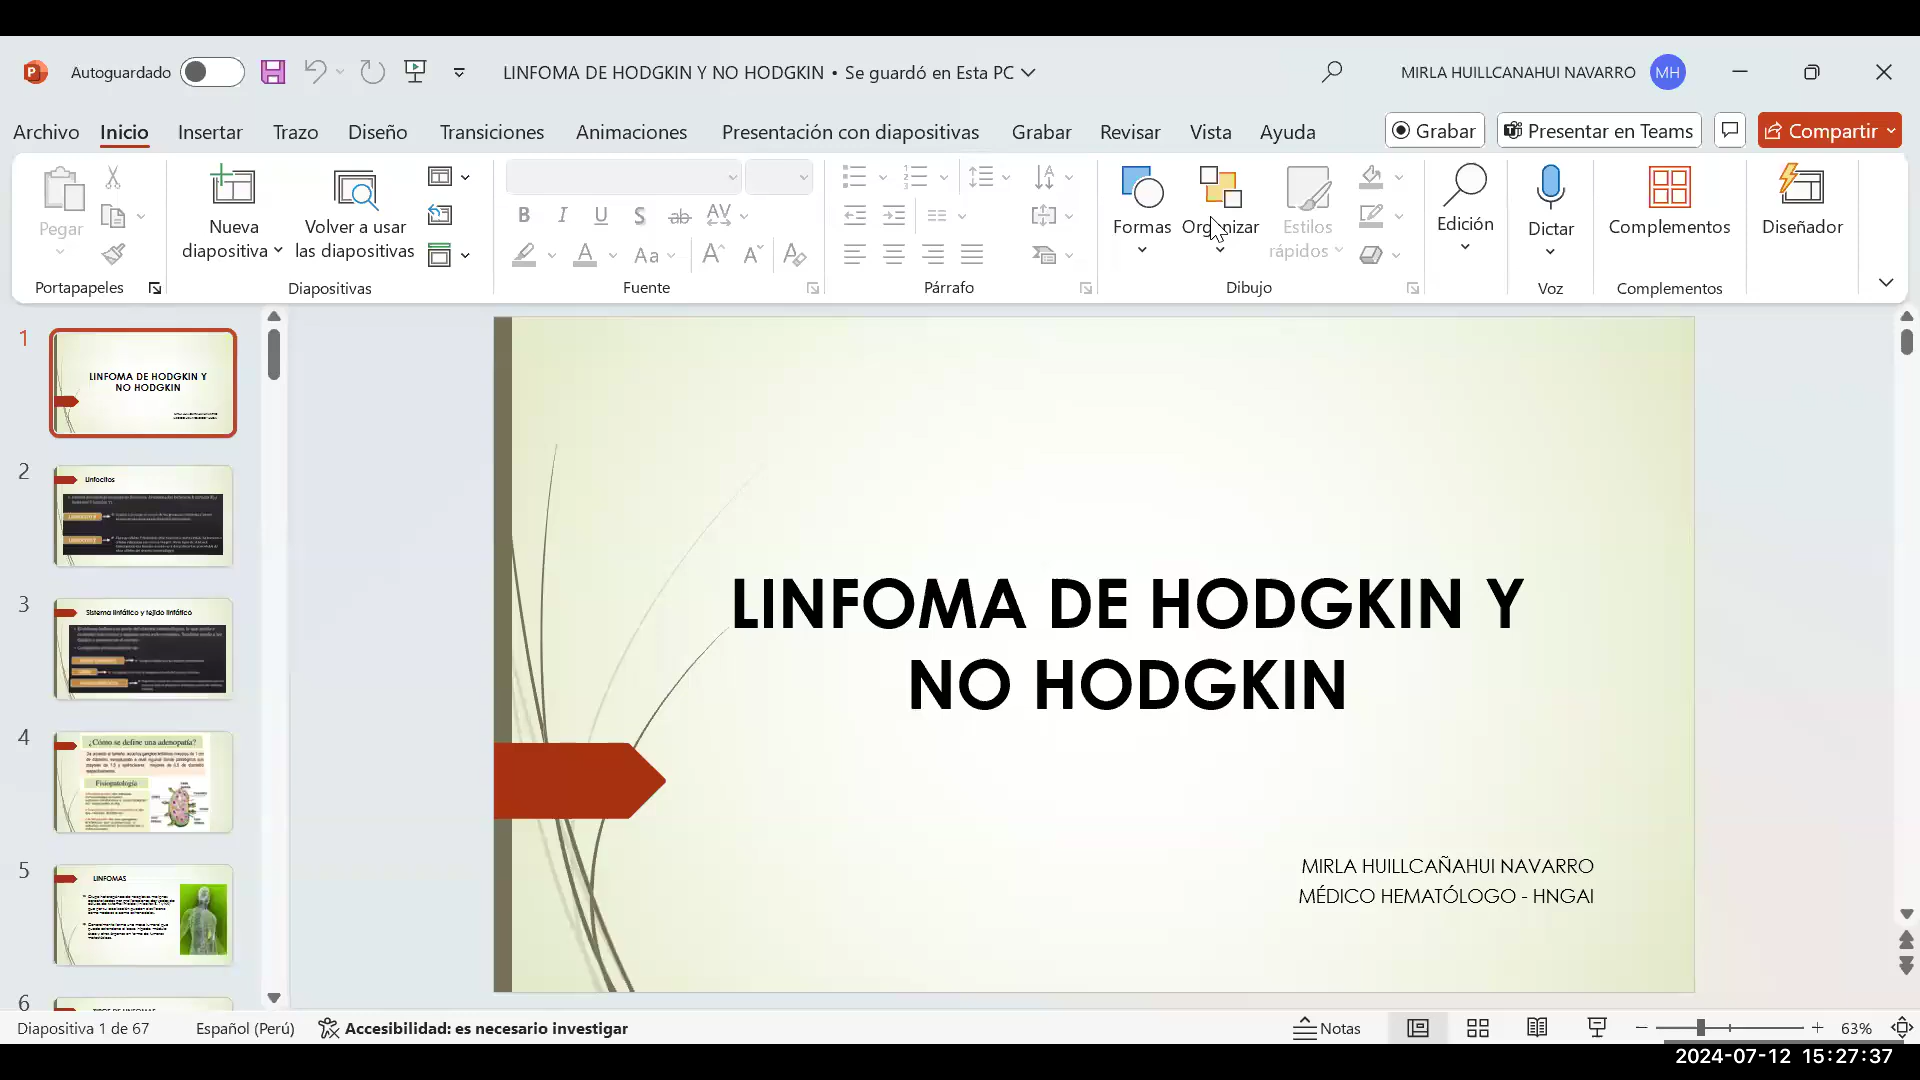 Autoguardado
LINFOMA DE HODGKIN Y NO HODGKIN • Se guardó en Esta PC
MIRLA HUILLCANAHUI NAVARRO
MH
Archivo Inicio Insertar Trazo Diseño Transiciones Animaciones Presentación con diapositivas Grabar Revisar Vista Ayuda
Grabar
Presentar en Teams
Compartir
Pegar
Nueva diapositiva
Volver a usar las diapositivas
Formas
Organizar
Estilos rápidos
Edición
Dictar
Complementos
Diseñador
Portapapeles
Diapositivas
Fuente
Párrafo
Dibujo
Voz
Complementos
1
LINFOMA DE HODGKIN Y
NO HODGKIN
2
Linfocitos
3
Sistema linfático y tejido linfático
4
¿Cómo se define una adenopatía?
Fisiopatología
5
LINFOMAS
6
LINFOMA DE HODGKIN Y
NO HODGKIN
MIRLA HUILLCAÑAHUI NAVARRO
MÉDICO HEMATÓLOGO - HNGAI
Diapositiva 1 de 67
Español (Perú)
Accesibilidad: es necesario investigar
Notas
63%
2024-07-12 15:27:37